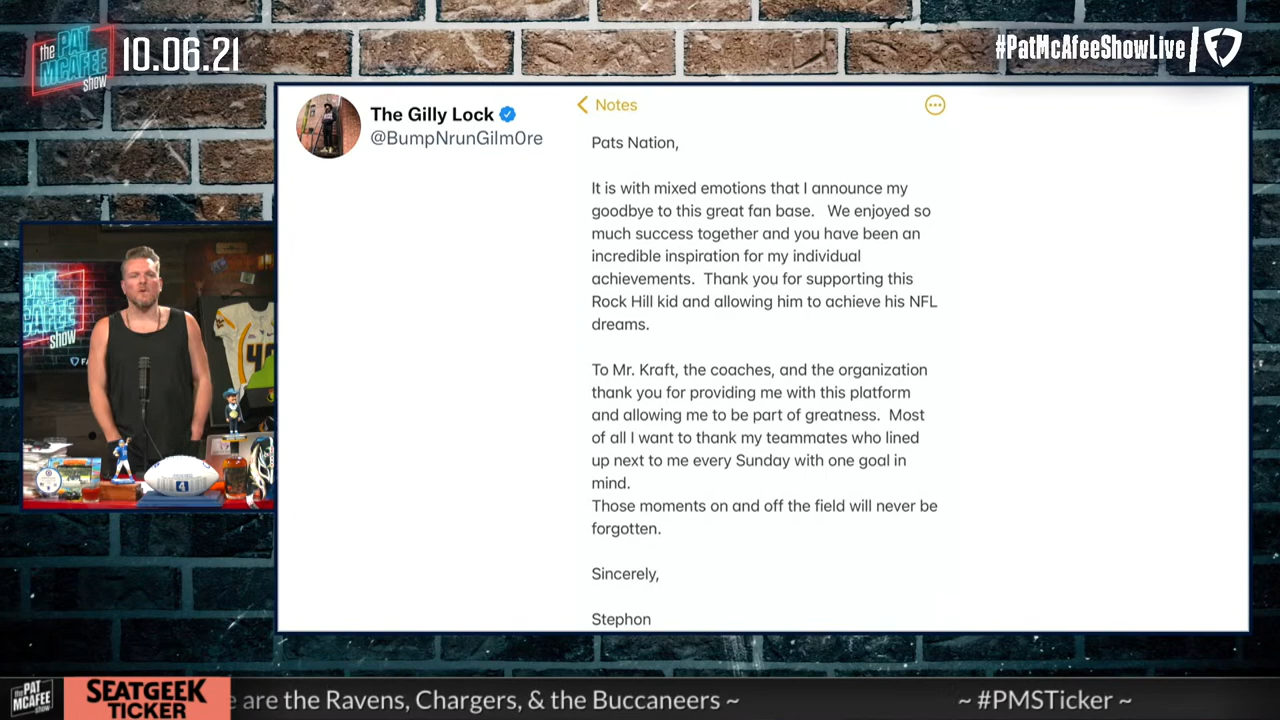 the PAT MCAFEE show
10.06.21
#PatMcAfeeShowLive
The Gilly Lock
@BumpNrunGilm0re
Notes
Pats Nation,
It is with mixed emotions that I announce my
goodbye to this great fan base. We enjoyed so
much success together and you have been an
incredible inspiration for my individual
achievements. Thank you for supporting this
Rock Hill kid and allowing him to achieve his NFL
dreams.
To Mr. Kraft, the coaches, and the organization
thank you for providing me with this platform
and allowing me to be part of greatness. Most
of all I want to thank my teammates who lined
up next to me every Sunday with one goal in
mind.
Those moments on and off the field will never be
forgotten.
Sincerely,
Stephon
PAT
MCAFEE
show
4
the PAT MCAFEE SHOW
SEATGEEK
TICKER
are the Ravens, Chargers, & the Buccaneers ~
~ #PMSTicker ~